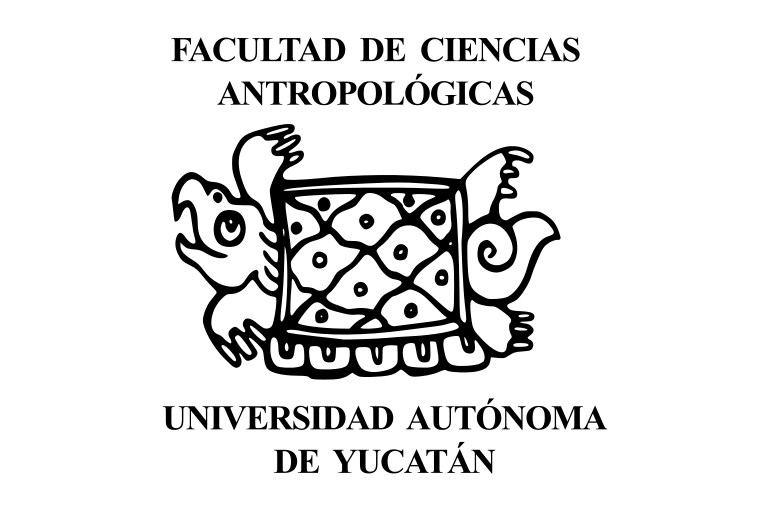 FACULTAD DE CIENCIAS
ANTROPOLÓGICAS
UNIVERSIDAD AUTÓNOMA
DE YUCATÁN